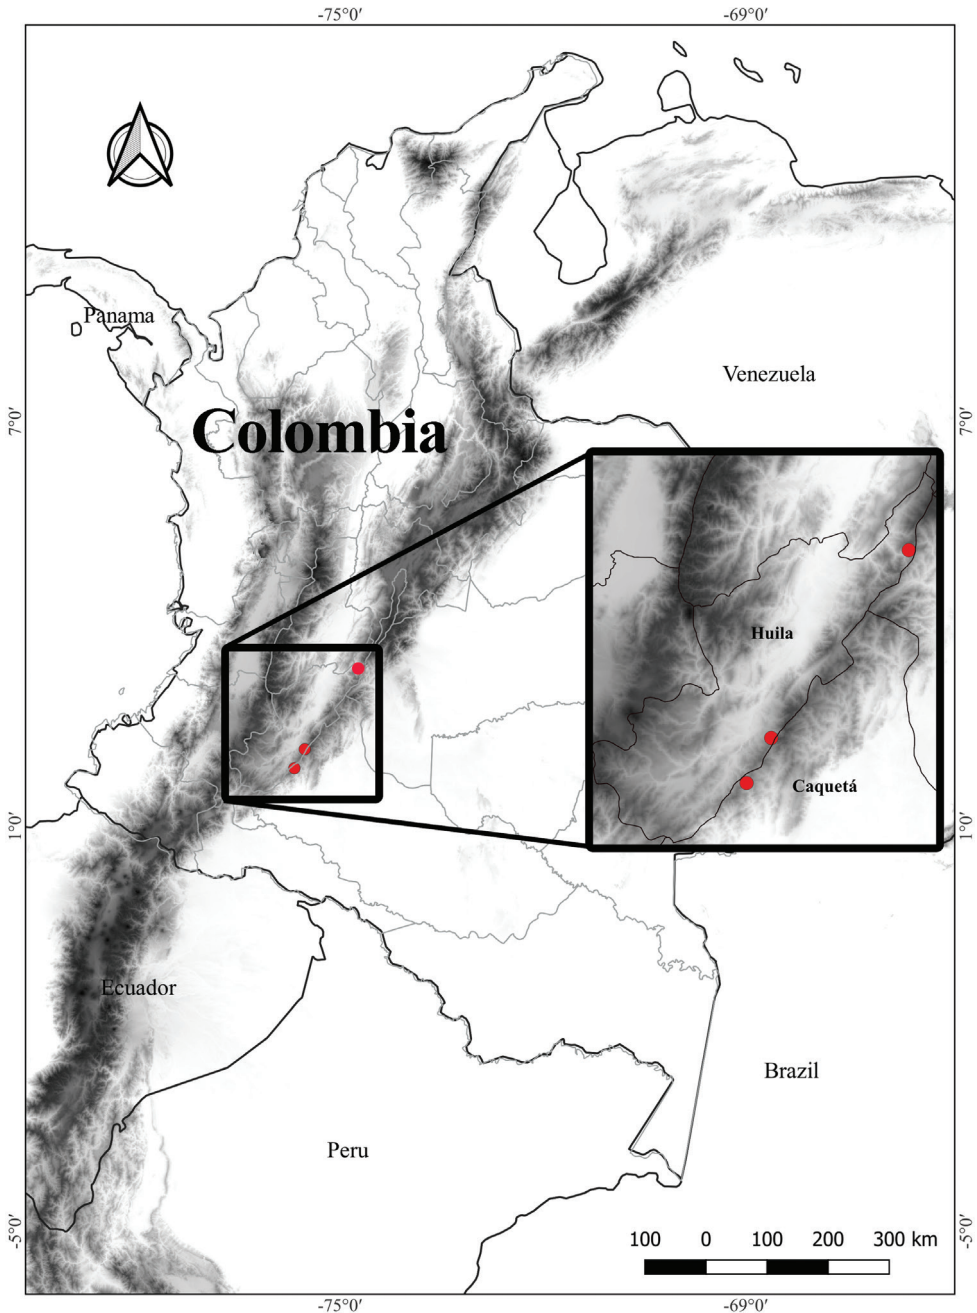 -75°0′ -69°0′
Panama
Venezuela
7°0′ 7°0′
Colombia
Huila
Caquetá
1°0′ 1°0′
Ecuador
Brazil
Peru
-5°0′ -5°0′
100 0 100 200 300 km
-75°0′ -69°0′